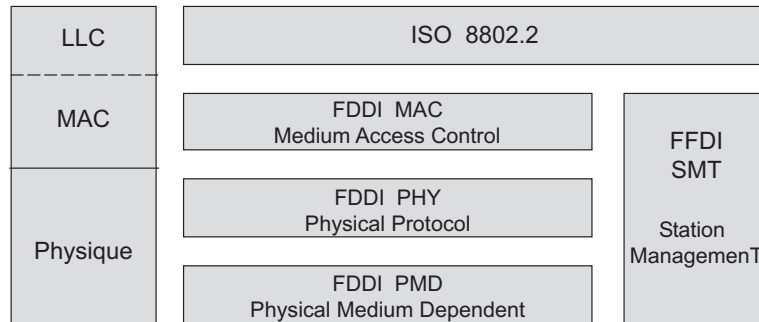 LLC
ISO 8802.2
MAC
FDDI MAC
Medium Access Control
FFDI
SMT
Station
ManagemenT
Physique
FDDI PHY
Physical Protocol
FDDI PMD
Physical Medium Dependent